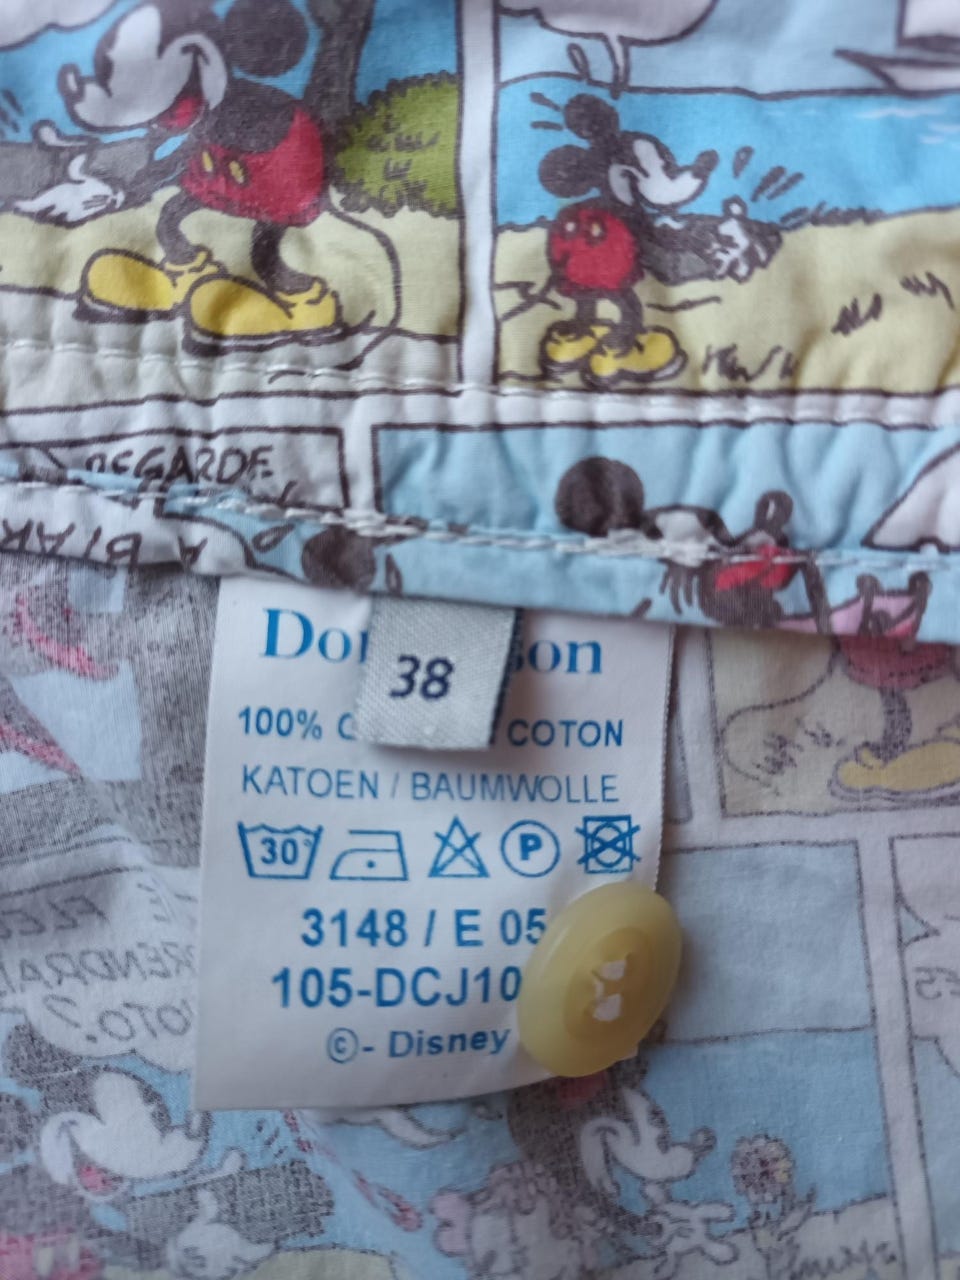 REGARDE
A
Do
son
38
100% C
COTON
KATOEN / BAUMWOLLE
30°
P
3148 / E 05
105-DCJ10
©- Disney